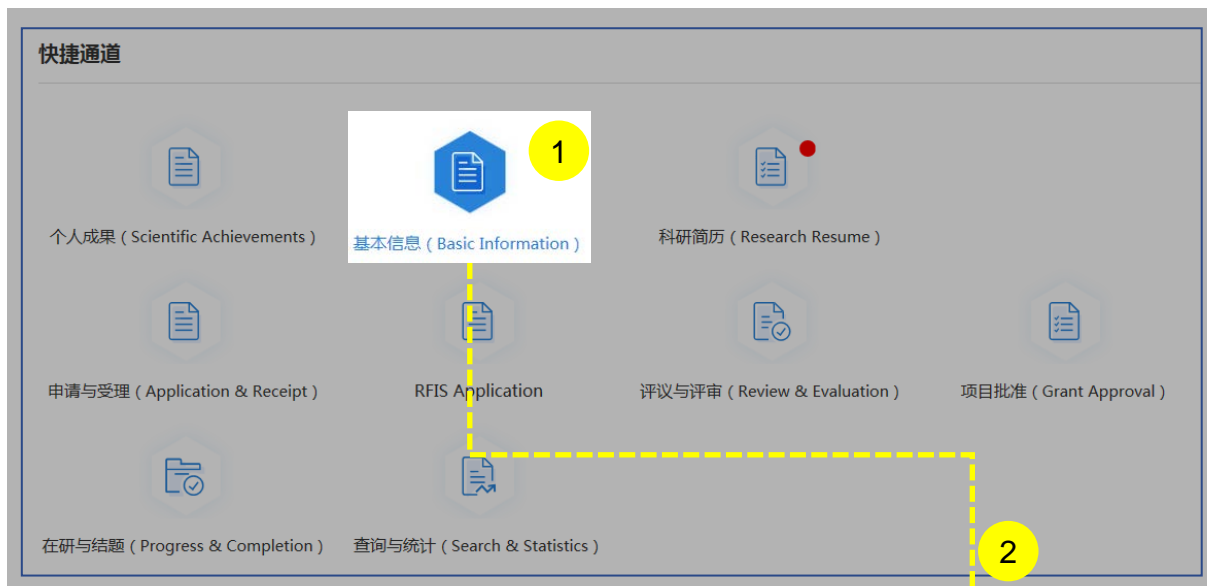 快捷通道
1
个人成果 ( Scientific Achievements )
基本信息 ( Basic Information )
科研简历 ( Research Resume )
申请与受理 ( Application & Receipt )
RFIS Application
评议与评审 ( Review & Evaluation )
项目批准 ( Grant Approval )
在研与结题 ( Progress & Completion )
查询与统计 ( Search & Statistics )
2